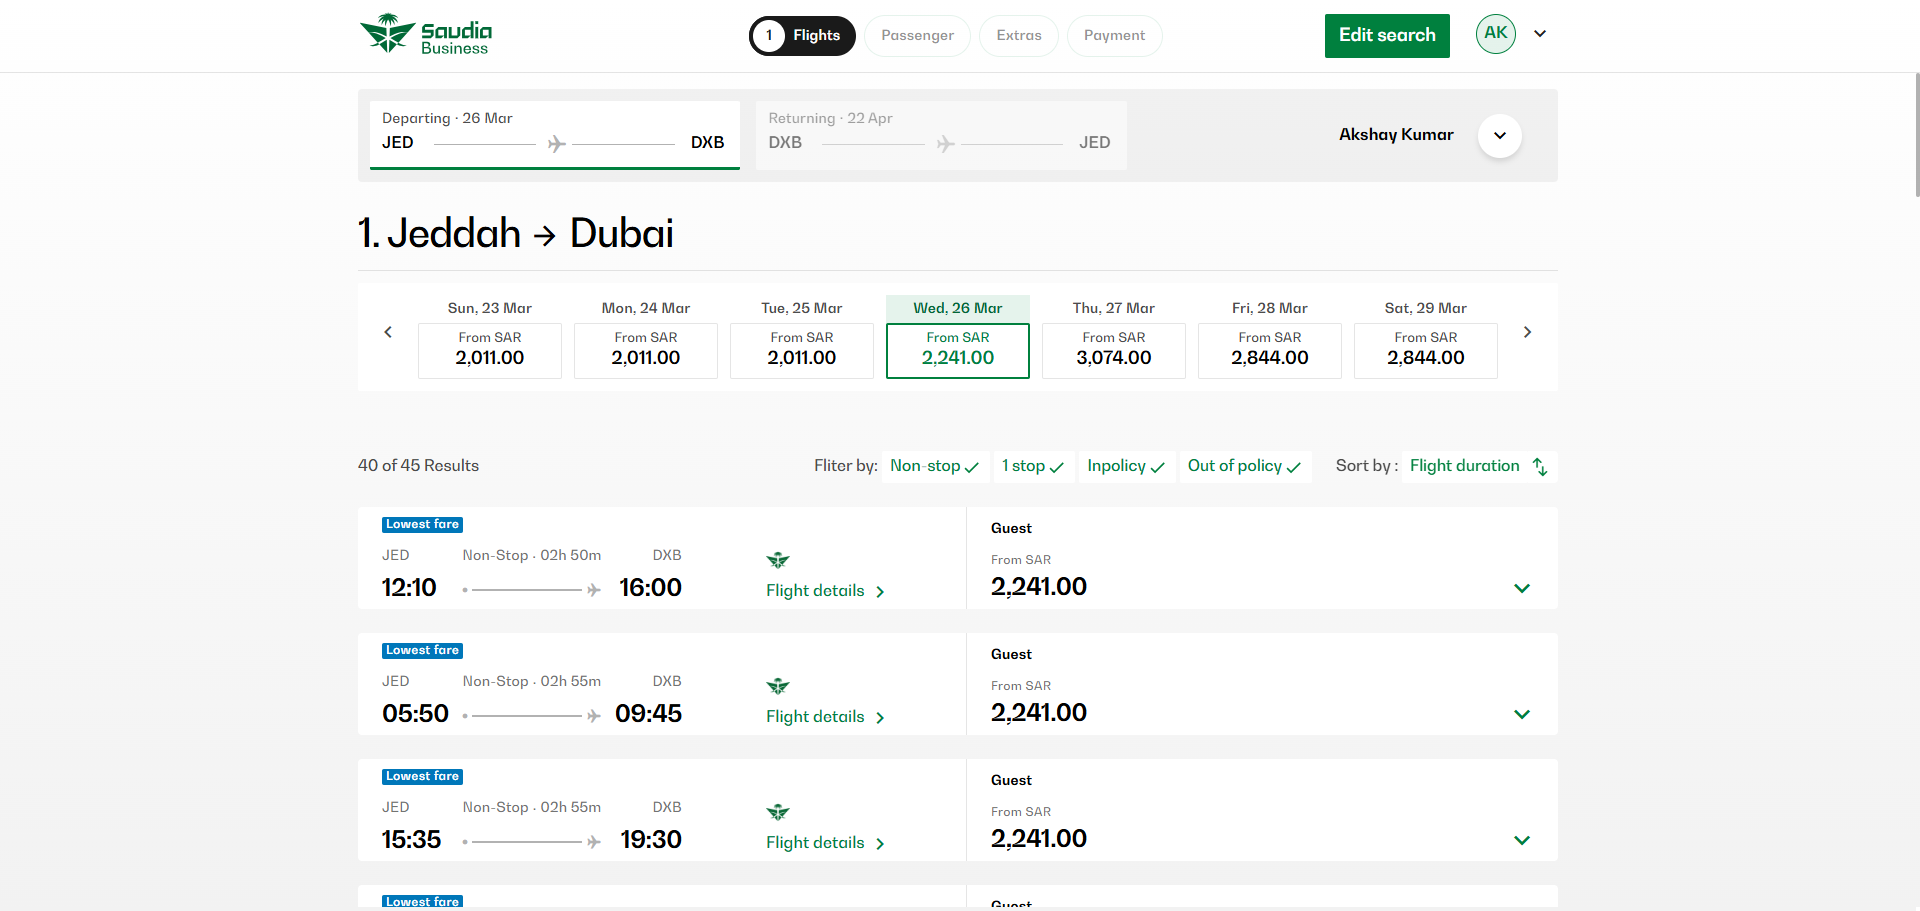 Saudia
Business
1 Flights
Passenger
Extras
Payment
Edit search
AK
Departing · 26 Mar
JED DXB
Returning · 22 Apr
DXB JED
Akshay Kumar
1. Jeddah → Dubai
Sun, 23 Mar
From SAR
2,011.00
Mon, 24 Mar
From SAR
2,011.00
Tue, 25 Mar
From SAR
2,011.00
Wed, 26 Mar
From SAR
2,241.00
Thu, 27 Mar
From SAR
3,074.00
Fri, 28 Mar
From SAR
2,844.00
Sat, 29 Mar
From SAR
2,844.00
40 of 45 Results
Fliter by: Non-stop 1 stop Inpolicy Out of policy
Sort by : Flight duration
Lowest fare
JED Non-Stop · 02h 50m DXB
12:10 16:00
Flight details
Guest
From SAR
2,241.00
Lowest fare
JED Non-Stop · 02h 55m DXB
05:50 09:45
Flight details
Guest
From SAR
2,241.00
Lowest fare
JED Non-Stop · 02h 55m DXB
15:35 19:30
Flight details
Guest
From SAR
2,241.00
Lowest fare
Guest